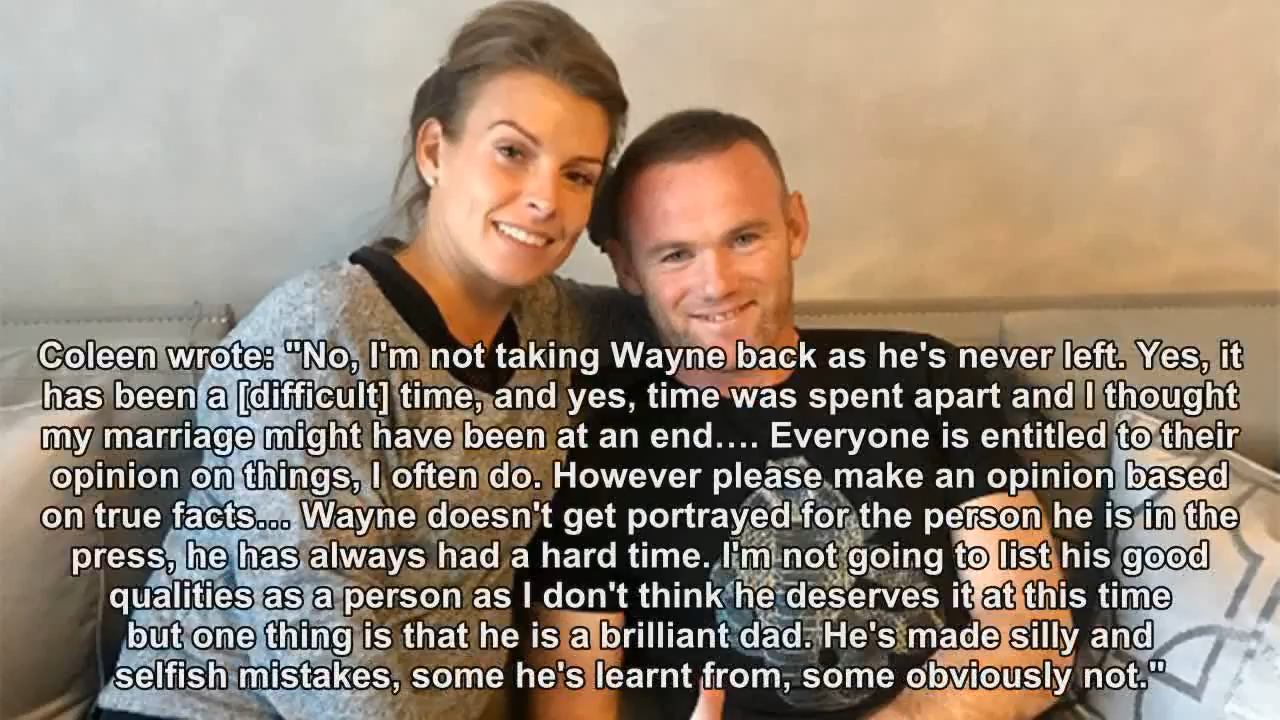 Coleen wrote: "No, I'm not taking Wayne back as he's never left. Yes, it
has been a [difficult] time, and yes, time was spent apart and I thought
my marriage might have been at an end…. Everyone is entitled to their
opinion on things, I often do. However please make an opinion based
on true facts… Wayne doesn't get portrayed for the person he is in the
press, he has always had a hard time. I'm not going to list his good
qualities as a person as I don't think he deserves it at this time
but one thing is that he is a brilliant dad. He's made silly and
selfish mistakes, some he's learnt from, some obviously not."